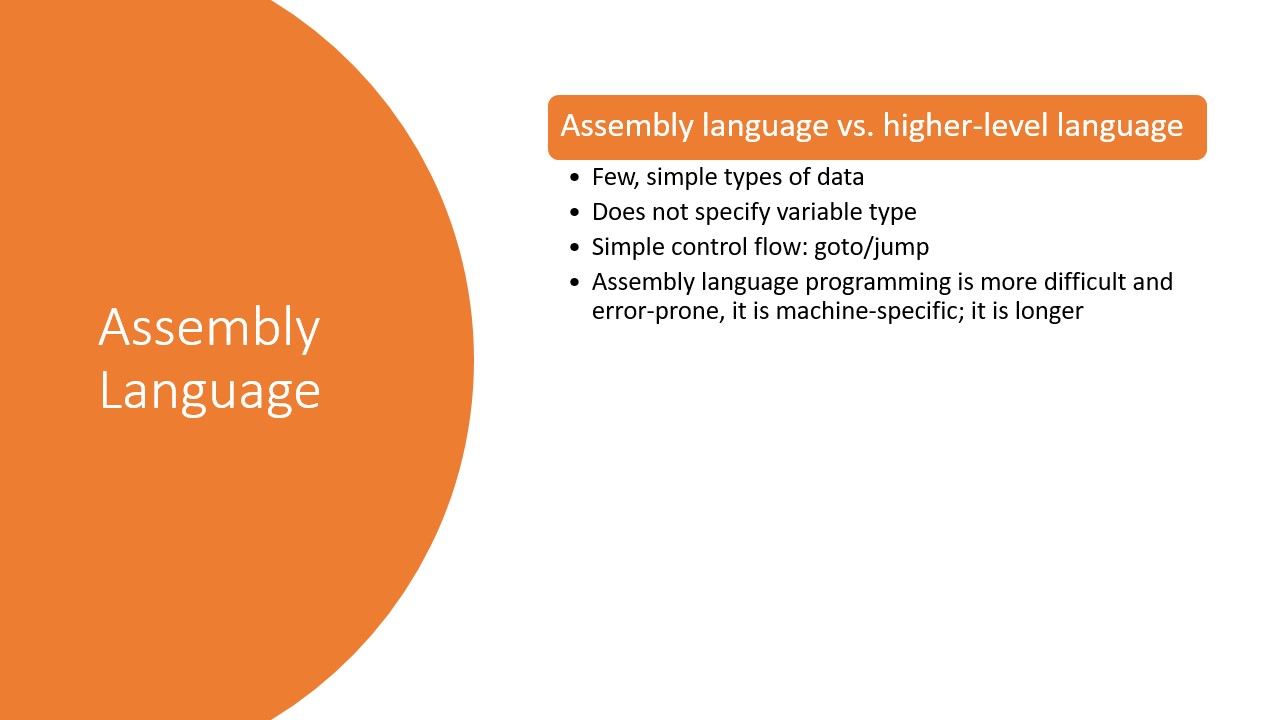 Assembly
Language
Assembly language vs. higher-level language
• Few, simple types of data
• Does not specify variable type
• Simple control flow: goto/jump
• Assembly language programming is more difficult and
error-prone, it is machine-specific; it is longer